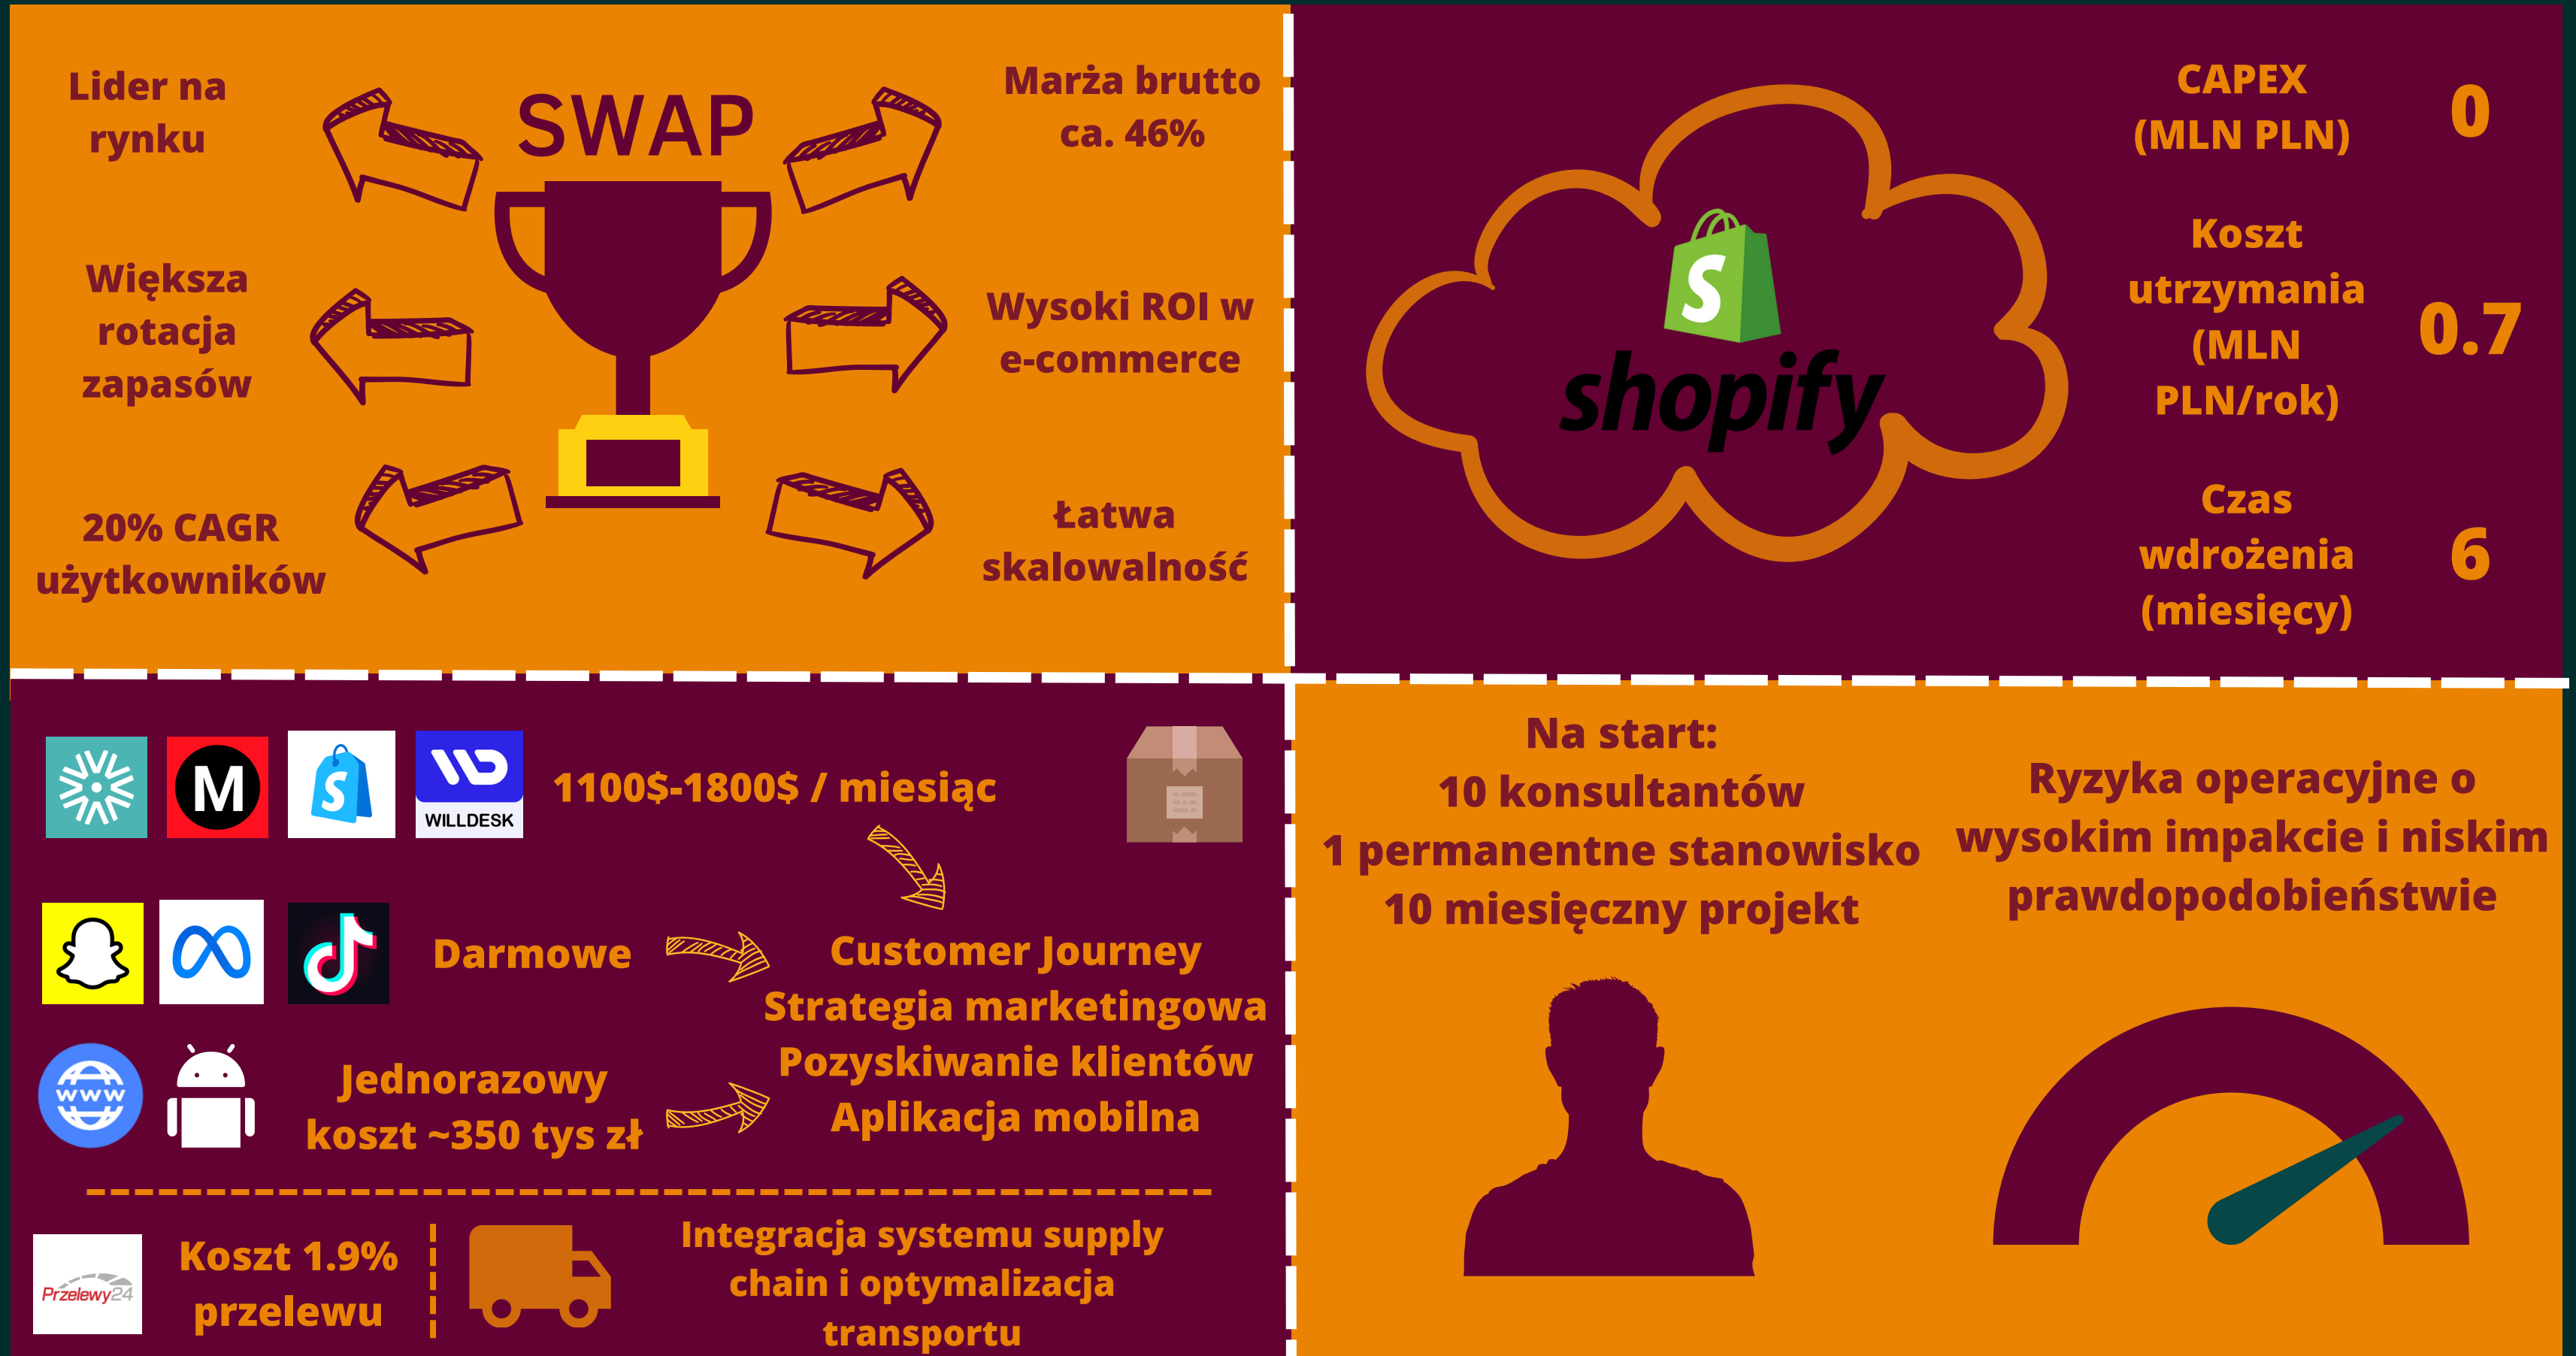 Lider na
rynku
SWAP
Marża brutto
ca. 46%
Większa
rotacja
zapasów
Wysoki ROI w
e-commerce
20% CAGR
użytkowników
Łatwa
skalowalność
S
shopify
CAPEX
(MLN PLN)
0
Koszt
utrzymania
(MLN
PLN/rok)
0.7
Czas
wdrożenia
(miesięcy)
6
M
S
WD
WILLDESK
1100$-1800$ / miesiąc
Darmowe
WWW
Jednorazowy
koszt ~350 tys zł
Customer Journey
Strategia marketingowa
Pozyskiwanie klientów
Aplikacja mobilna
Przelewy24
Koszt 1.9%
przelewu
Integracja systemu supply
chain i optymalizacja
transportu
Na start:
10 konsultantów
1 permanentne stanowisko
10 miesięczny projekt
Ryzyka operacyjne o
wysokim impakcie i niskim
prawdopodobieństwie